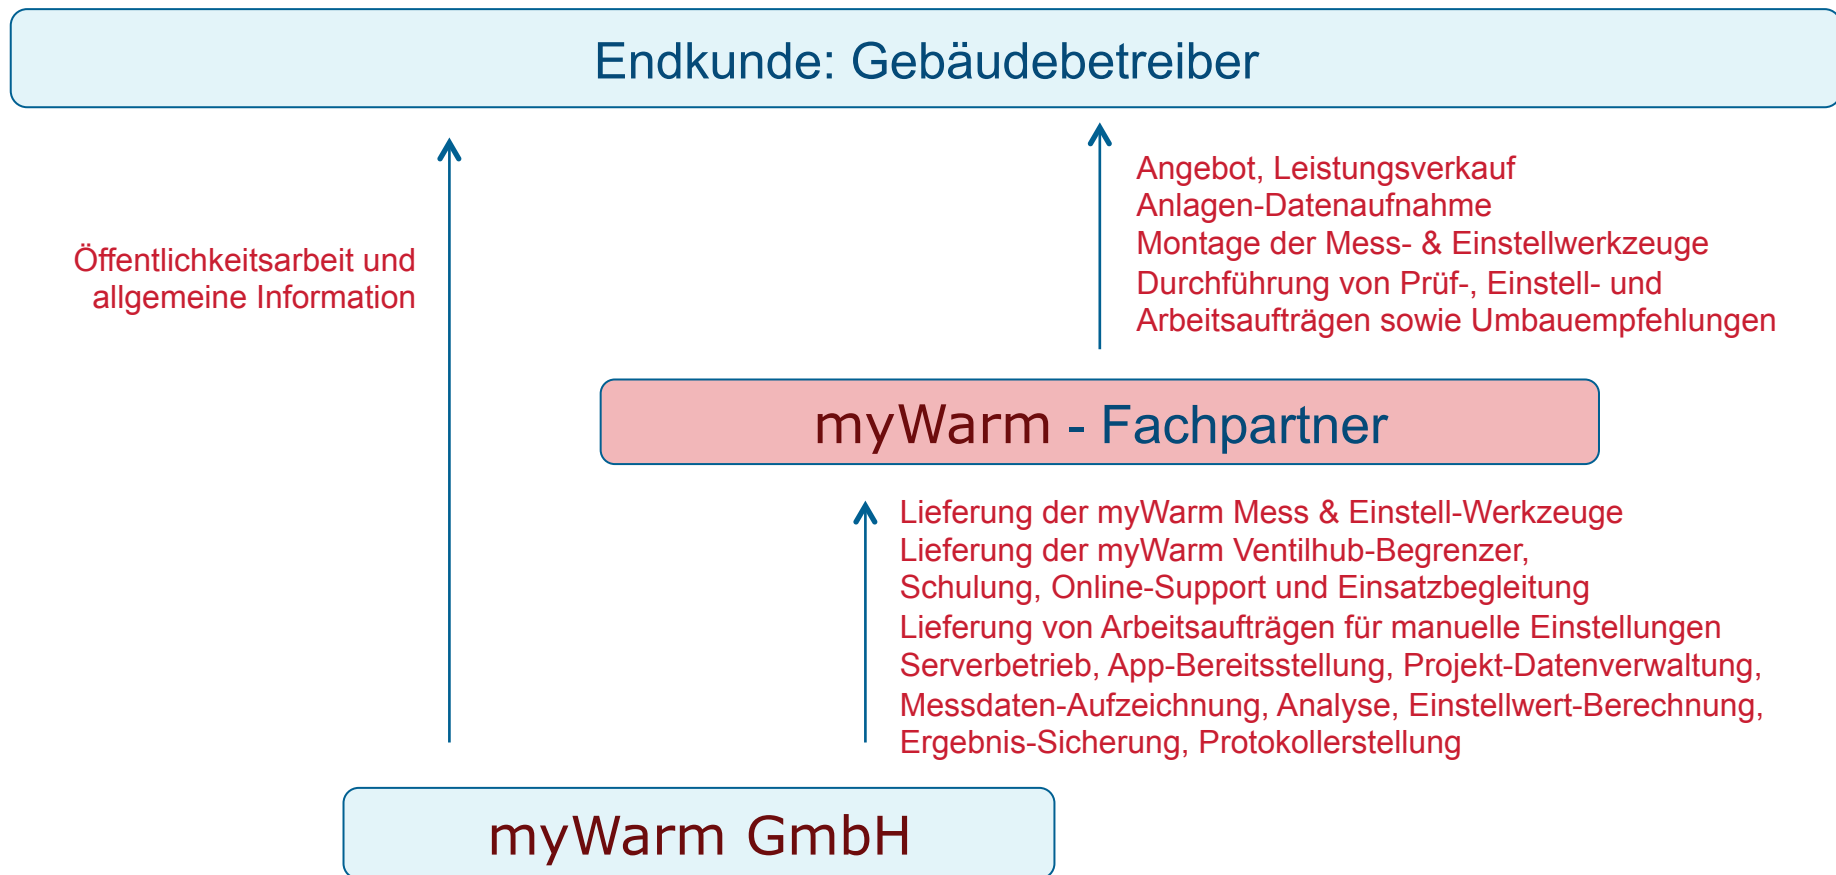 Endkunde: Gebäudebetreiber
Öffentlichkeitsarbeit und
allgemeine Information
Angebot, Leistungsverkauf
Anlagen-Datenaufnahme
Montage der Mess- & Einstellwerkzeuge
Durchführung von Prüf-, Einstell- und
Arbeitsaufträgen sowie Umbauempfehlungen
myWarm - Fachpartner
Lieferung der myWarm Mess & Einstell-Werkzeuge
Lieferung der myWarm Ventilhub-Begrenzer,
Schulung, Online-Support und Einsatzbegleitung
Lieferung von Arbeitsaufträgen für manuelle Einstellungen
Serverbetrieb, App-Bereitsstellung, Projekt-Datenverwaltung,
Messdaten-Aufzeichnung, Analyse, Einstellwert-Berechnung,
Ergebnis-Sicherung, Protokollerstellung
myWarm GmbH